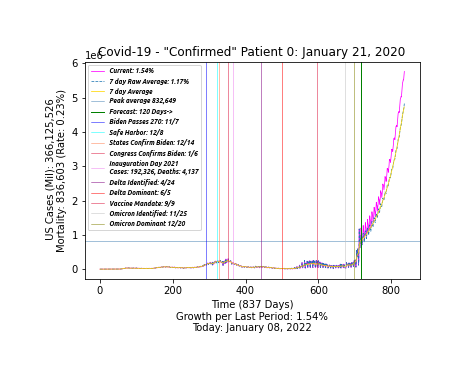 Covid-19 - "Confirmed" Patient 0: January 21, 2020
1e6
6
5
4
3
2
1
0
US Cases (Mil): 366,125,526
Mortality: 836,603 (Rate: 0.23%)
Current: 1.54%
7 day Raw Average: 1.17%
7 day Average
Peak average 832,649
Forecast: 120 Days->
Biden Passes 270: 11/7
Safe Harbor: 12/8
States Confirm Biden: 12/14
Congress Confirms Biden: 1/6
Inauguration Day 2021
Cases: 192,326, Deaths: 4,137
Delta Identified: 4/24
Delta Dominant: 6/5
Vaccine Mandate: 9/9
Omicron Identified: 11/25
Omicron Dominant 12/20
0 200 400 600 800
Time (837 Days)
Growth per Last Period: 1.54%
Today: January 08, 2022